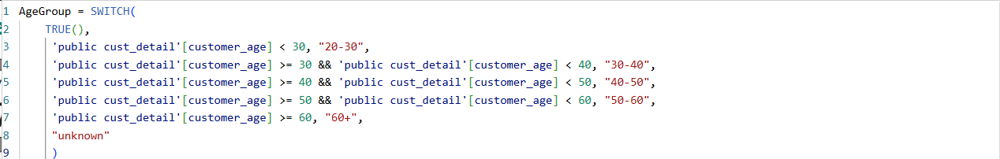 1 AgeGroup = SWITCH(
2 TRUE(),
3 'public cust_detail'[customer_age] < 30, "20-30",
4 'public cust_detail'[customer_age] >= 30 && 'public cust_detail'[customer_age] < 40, "30-40",
5 'public cust_detail'[customer_age] >= 40 && 'public cust_detail'[customer_age] < 50, "40-50",
6 'public cust_detail'[customer_age] >= 50 && 'public cust_detail'[customer_age] < 60, "50-60",
7 'public cust_detail'[customer_age] >= 60, "60+",
8 "unknown"
9 )